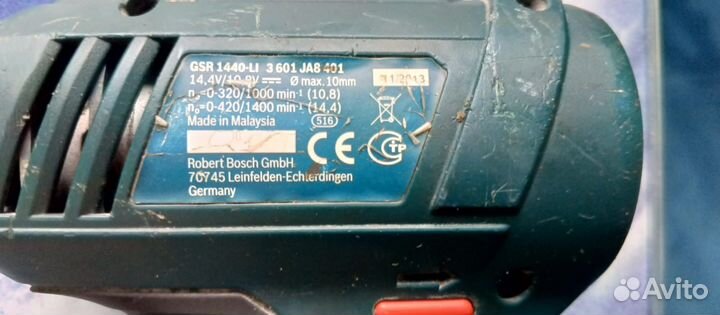 GSR 1440-LI 3 601 JA8 401
14,4V/10,8V⎓ Ø max.10mm
n₀=0-320/1000 min⁻¹ (10,8)
n₀=0-420/1400 min⁻¹ (14,4)
Made in Malaysia 516
CE
Robert Bosch GmbH
70745 Leinfelden-Echterdingen
Germany
Avito